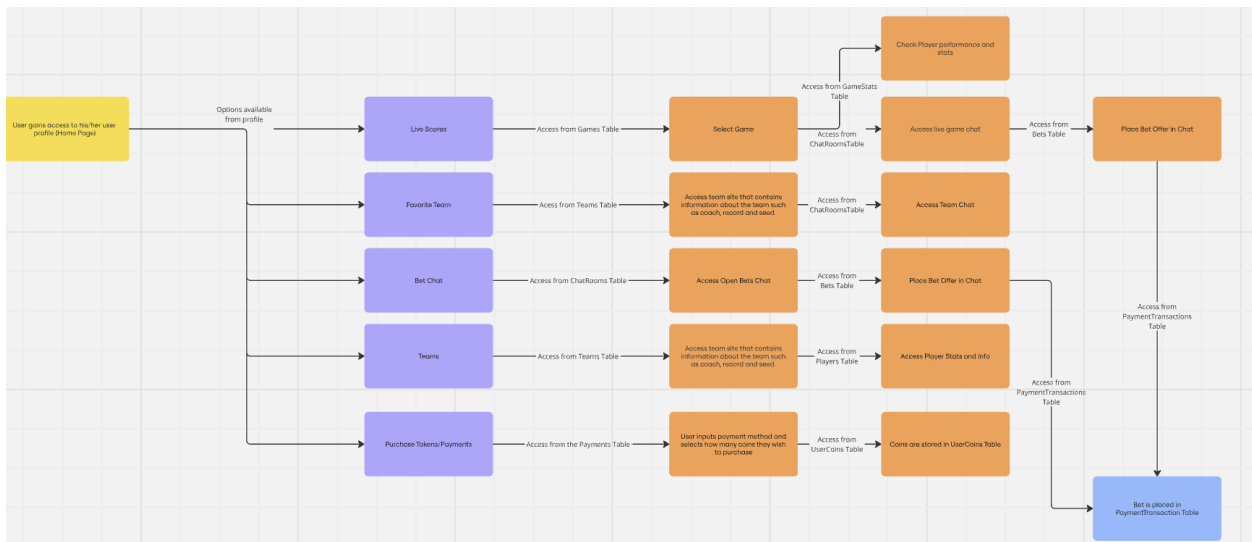 Check Player performance and
stats
Access from GameStats
Table
User gains access to his/her user
profile (Home Page)
Options available
from profile
Live Scores
Access from Games Table
Select Game
Access from
ChatRoomsTable
Access live game chat
Access from
Bets Table
Place Bet Offer in Chat
Favorite Team
Acess from Teams Table
Access team site that contains
information about the team such
as coach, record and seed.
Access from
ChatRoomsTable
Access Team Chat
Bet Chat
Access from ChatRooms Table
Access Open Bets Chat
Access from
Bets Table
Place Bet Offer in Chat
Access from
PaymentTransactions
Table
Teams
Access from Teams Table
Access team site that contains
information about the team such
as coach, record and seed.
Access from
Players Table
Access Player Stats and Info
Access from
PaymentTransactions
Table
Purchase Tokens/Payments
Access from the Payments Table
User inputs payment method and
selects how many coins they wish
to purchase
Access from
UserCoins Table
Coins are stored in UserCoins Table
Bet is placed in
PaymentTransaction Table